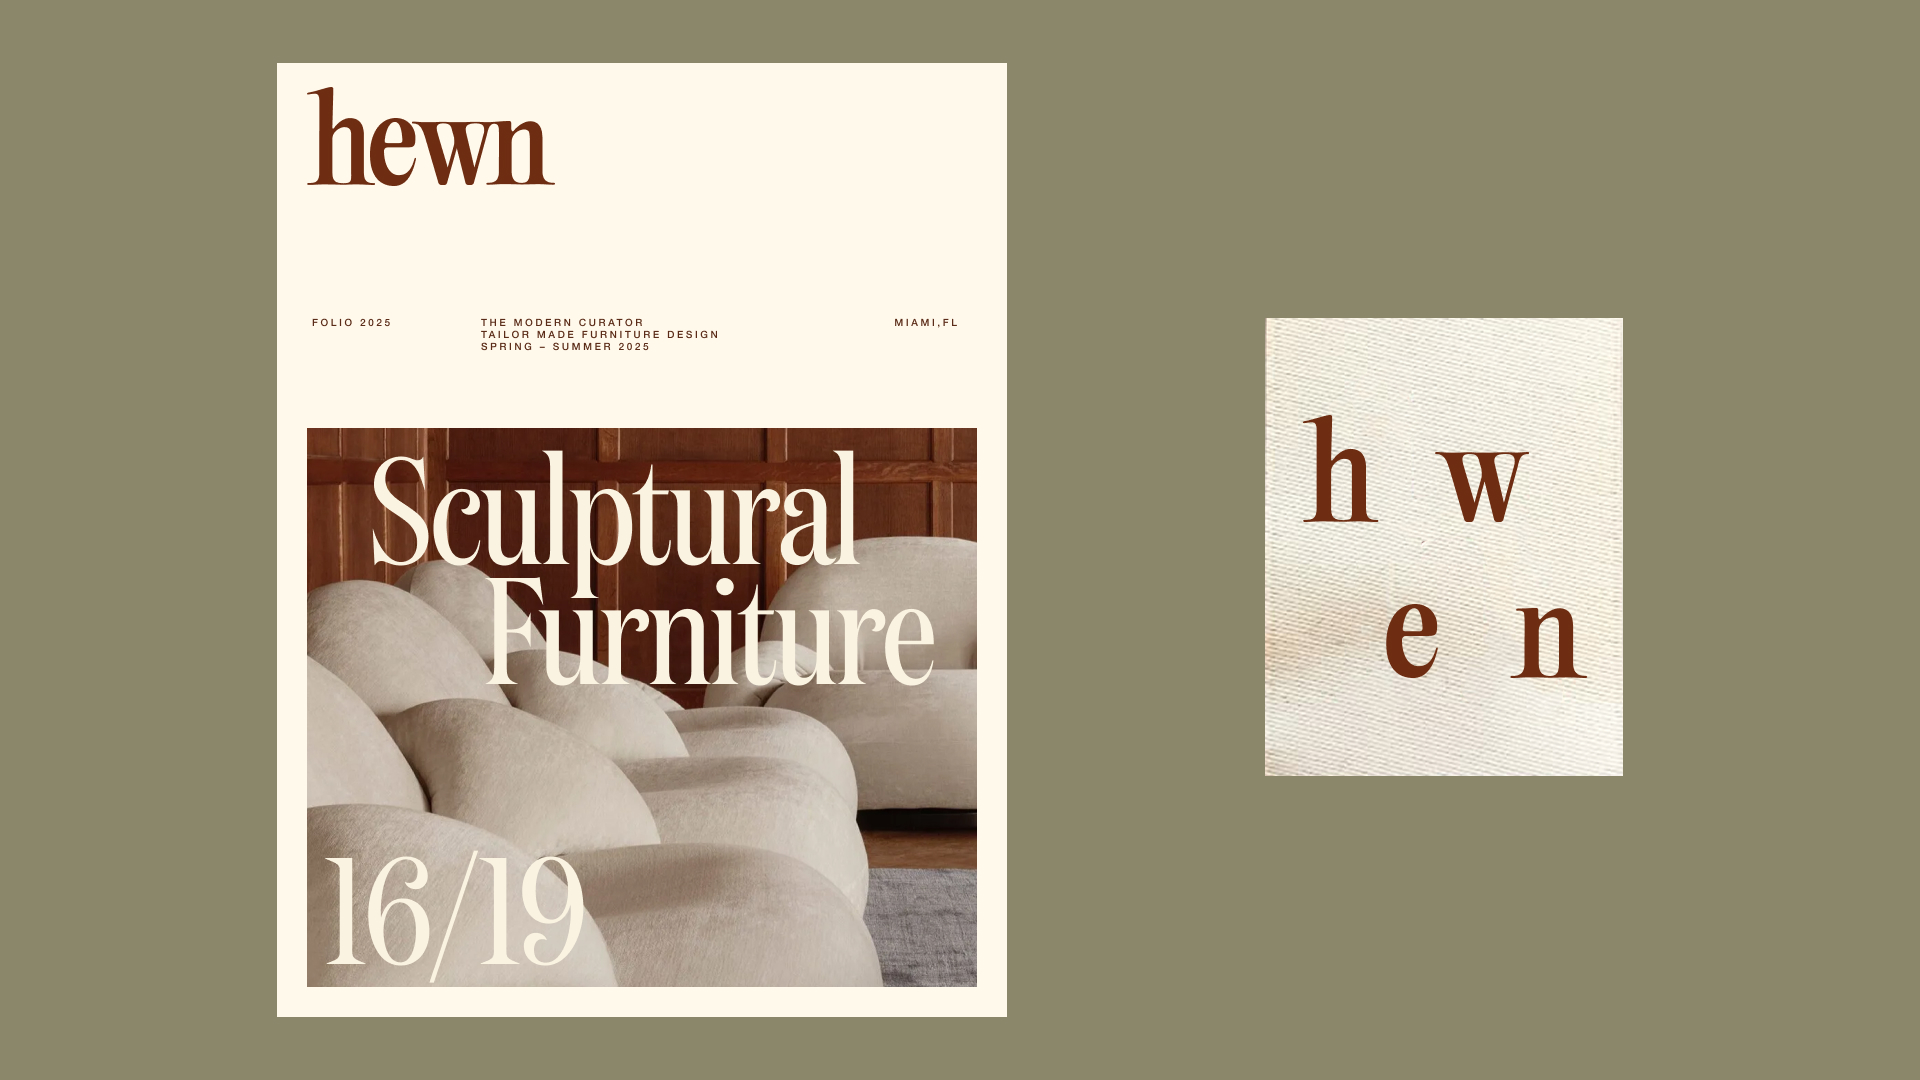 hewn
FOLIO 2025
THE MODERN CURATOR
TAILOR MADE FURNITURE DESIGN
SPRING – SUMMER 2025
MIAMI,FL
Sculptural
Furniture
16/19
h w
e n